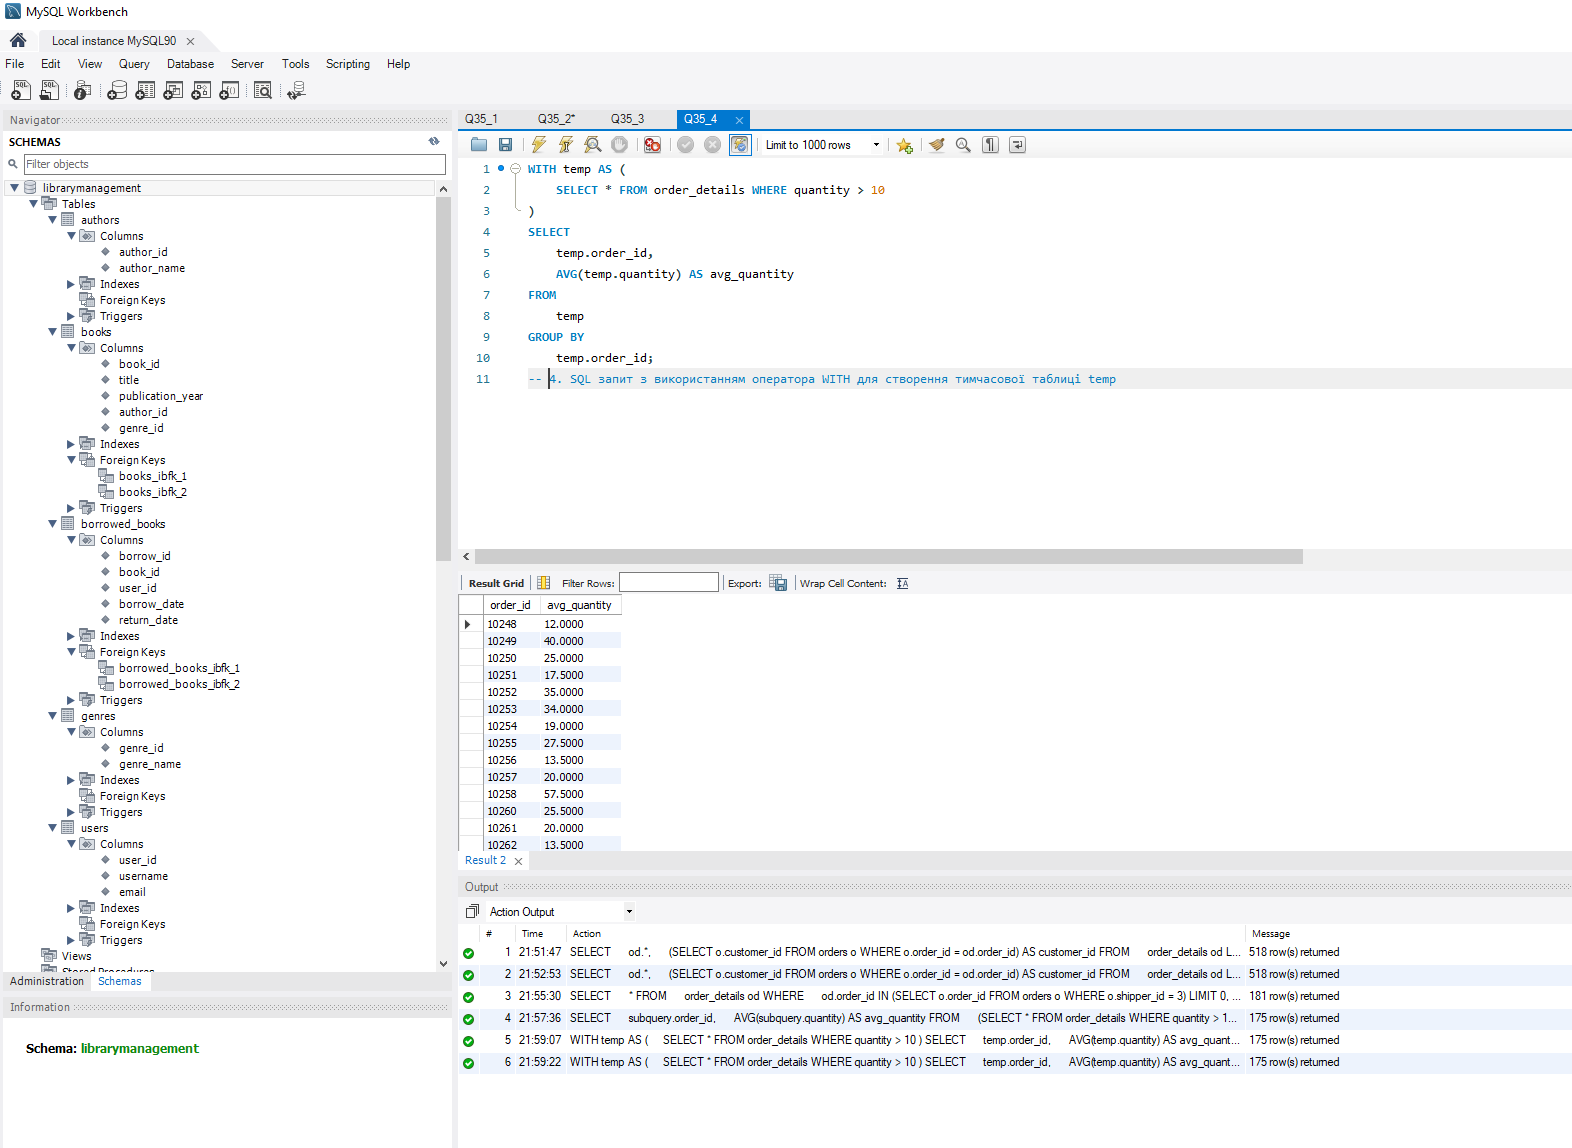 MySQL Workbench
Local instance MySQL90
File Edit View Query Database Server Tools Scripting Help
Navigator
SCHEMAS
Filter objects
librarymanagement
Tables
authors
Columns
author_id
author_name
Indexes
Foreign Keys
Triggers
books
Columns
book_id
title
publication_year
author_id
genre_id
Indexes
Foreign Keys
books_ibfk_1
books_ibfk_2
Triggers
borrowed_books
Columns
borrow_id
book_id
user_id
borrow_date
return_date
Indexes
Foreign Keys
borrowed_books_ibfk_1
borrowed_books_ibfk_2
Triggers
genres
Columns
genre_id
genre_name
Indexes
Foreign Keys
Triggers
users
Columns
user_id
username
email
Indexes
Foreign Keys
Triggers
Views
Stored Procedures
Administration Schemas
Information
Schema: librarymanagement
Q35_1 Q35_2* Q35_3 Q35_4
Limit to 1000 rows
1 WITH temp AS (
2 SELECT * FROM order_details WHERE quantity > 10
3 )
4 SELECT
5 temp.order_id,
6 AVG(temp.quantity) AS avg_quantity
7 FROM
8 temp
9 GROUP BY
10 temp.order_id;
11 -- 4. SQL запит з використанням оператора WITH для створення тимчасової таблиці temp
Result Grid Filter Rows: Export: Wrap Cell Content:
order_id avg_quantity
10248 12.0000
10249 40.0000
10250 25.0000
10251 17.5000
10252 35.0000
10253 34.0000
10254 19.0000
10255 27.5000
10256 13.5000
10257 20.0000
10258 57.5000
10260 25.5000
10261 20.0000
10262 13.5000
Result 2
Output
Action Output
# Time Action Message
1 21:51:47 SELECT od.*, (SELECT o.customer_id FROM orders o WHERE o.order_id = od.order_id) AS customer_id FROM order_details od L... 518 row(s) returned
2 21:52:53 SELECT od.*, (SELECT o.customer_id FROM orders o WHERE o.order_id = od.order_id) AS customer_id FROM order_details od L... 518 row(s) returned
3 21:55:30 SELECT * FROM order_details od WHERE od.order_id IN (SELECT o.order_id FROM orders o WHERE o.shipper_id = 3) LIMIT 0, ... 181 row(s) returned
4 21:57:36 SELECT subquery.order_id, AVG(subquery.quantity) AS avg_quantity FROM (SELECT * FROM order_details WHERE quantity > 1... 175 row(s) returned
5 21:59:07 WITH temp AS ( SELECT * FROM order_details WHERE quantity > 10 ) SELECT temp.order_id, AVG(temp.quantity) AS avg_quant... 175 row(s) returned
6 21:59:22 WITH temp AS ( SELECT * FROM order_details WHERE quantity > 10 ) SELECT temp.order_id, AVG(temp.quantity) AS avg_quant... 175 row(s) returned